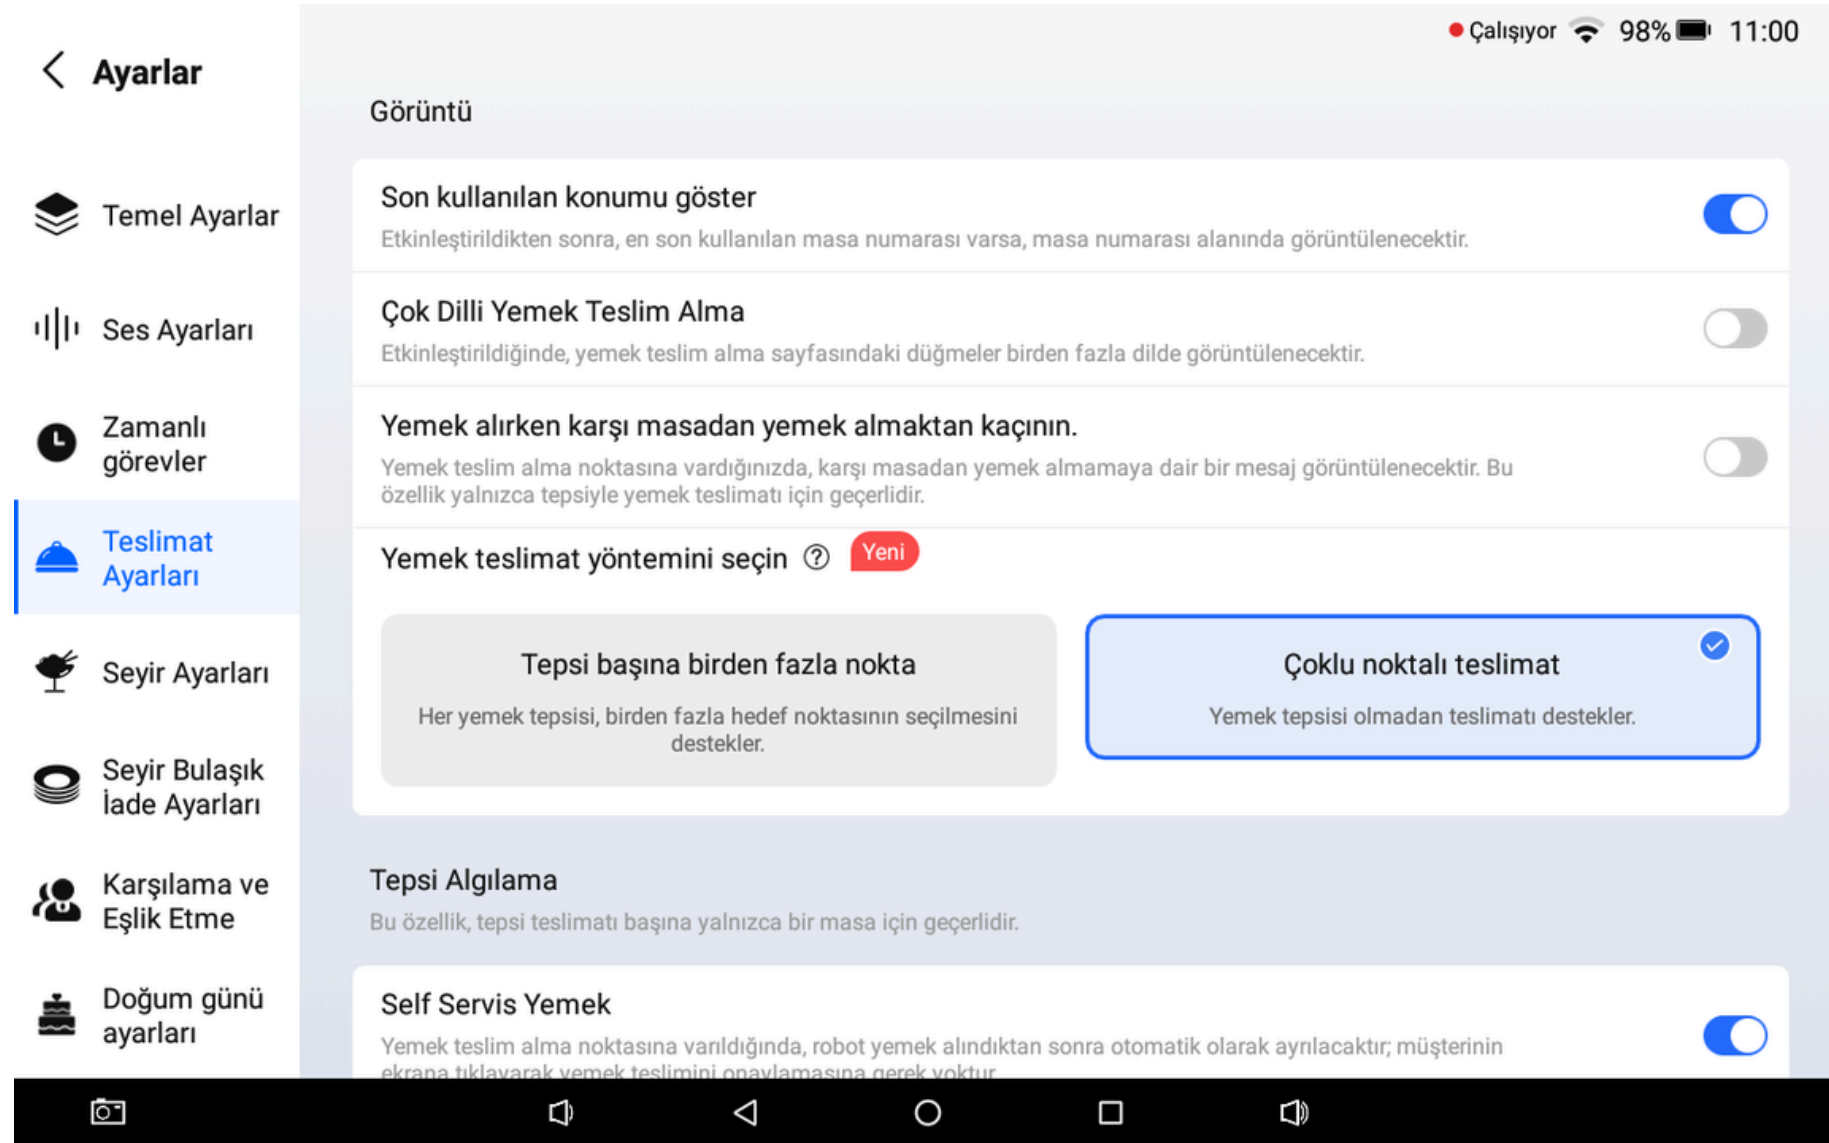 Çalışıyor 98% 11:00
Ayarlar
Temel Ayarlar
Ses Ayarları
Zamanlı
görevler
Teslimat
Ayarları
Seyir Ayarları
Seyir Bulaşık
İade Ayarları
Karşılama ve
Eşlik Etme
Doğum günü
ayarları
Görüntü
Son kullanılan konumu göster
Etkinleştirildikten sonra, en son kullanılan masa numarası varsa, masa numarası alanında görüntülenecektir.
Çok Dilli Yemek Teslim Alma
Etkinleştirildiğinde, yemek teslim alma sayfasındaki düğmeler birden fazla dilde görüntülenecektir.
Yemek alırken karşı masadan yemek almaktan kaçının.
Yemek teslim alma noktasına vardığınızda, karşı masadan yemek almamaya dair bir mesaj görüntülenecektir. Bu
özellik yalnızca tepsiyle yemek teslimatı için geçerlidir.
Yemek teslimat yöntemini seçin ? Yeni
Tepsi başına birden fazla nokta
Her yemek tepsisi, birden fazla hedef noktasının seçilmesini
destekler.
Çoklu noktalı teslimat
Yemek tepsisi olmadan teslimatı destekler.
Tepsi Algılama
Bu özellik, tepsi teslimatı başına yalnızca bir masa için geçerlidir.
Self Servis Yemek
Yemek teslim alma noktasına varıldığında, robot yemek alındıktan sonra otomatik olarak ayrılacaktır; müşterinin
ekrana tıklayarak yemek teslimini onaylamasına gerek yoktur